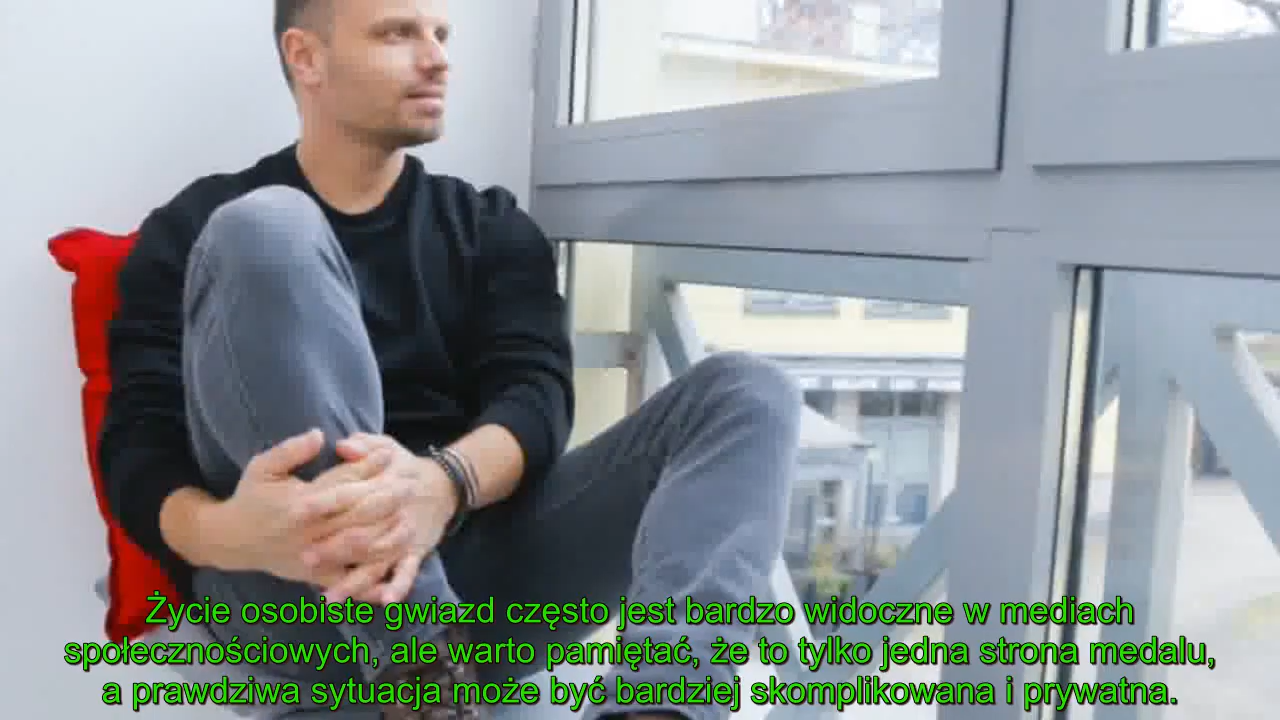 Życie osobiste gwiazd często jest bardzo widoczne w mediach
społecznościowych, ale warto pamiętać, że to tylko jedna strona medalu,
a prawdziwa sytuacja może być bardziej skomplikowana i prywatna.